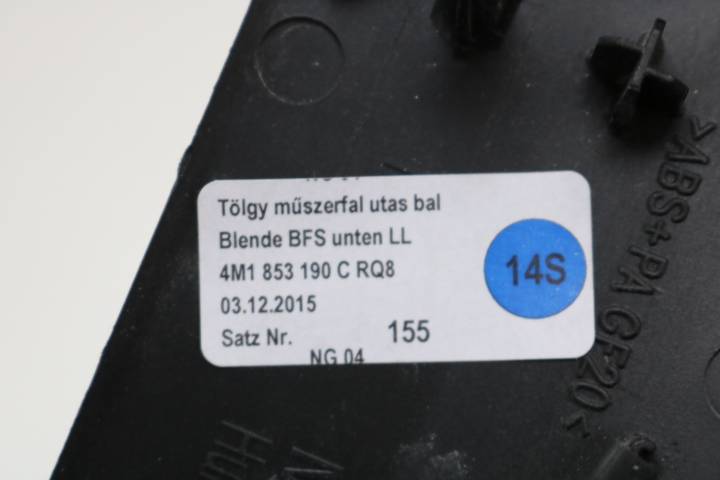 Tölgy műszerfal utas bal
Blende BFS unten LL
4M1 853 190 C RQ8
03.12.2015
Satz Nr. 155
NG 04
14S
>ABS+PA GF20<